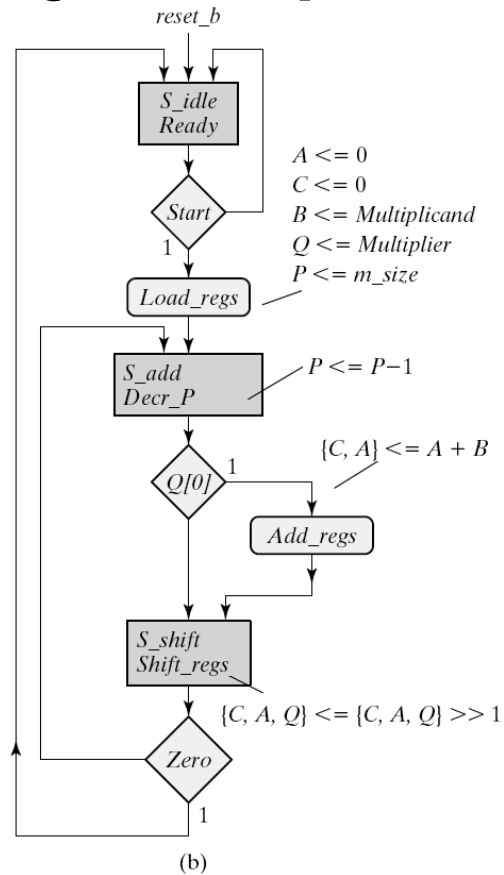 reset_b
S_idle
Ready
Start
1
A <= 0
C <= 0
B <= Multiplicand
Q <= Multiplier
P <= m_size
Load_regs
S_add
Decr_P
P <= P−1
Q[0]
1
{C, A} <= A + B
Add_regs
S_shift
Shift_regs
{C, A, Q} <= {C, A, Q} >> 1
Zero
1
(b)